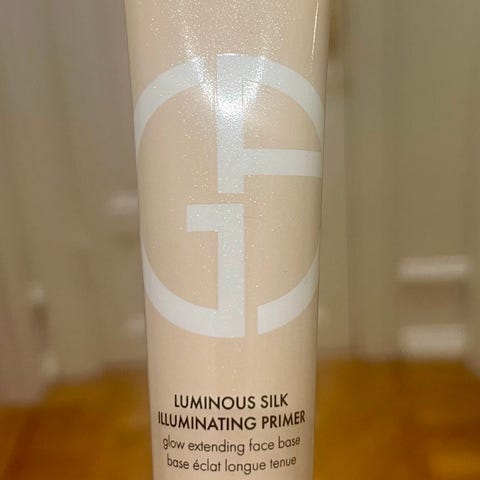 LUMINOUS SILK
ILLUMINATING PRIMER
glow extending face base
base éclat longue tenue